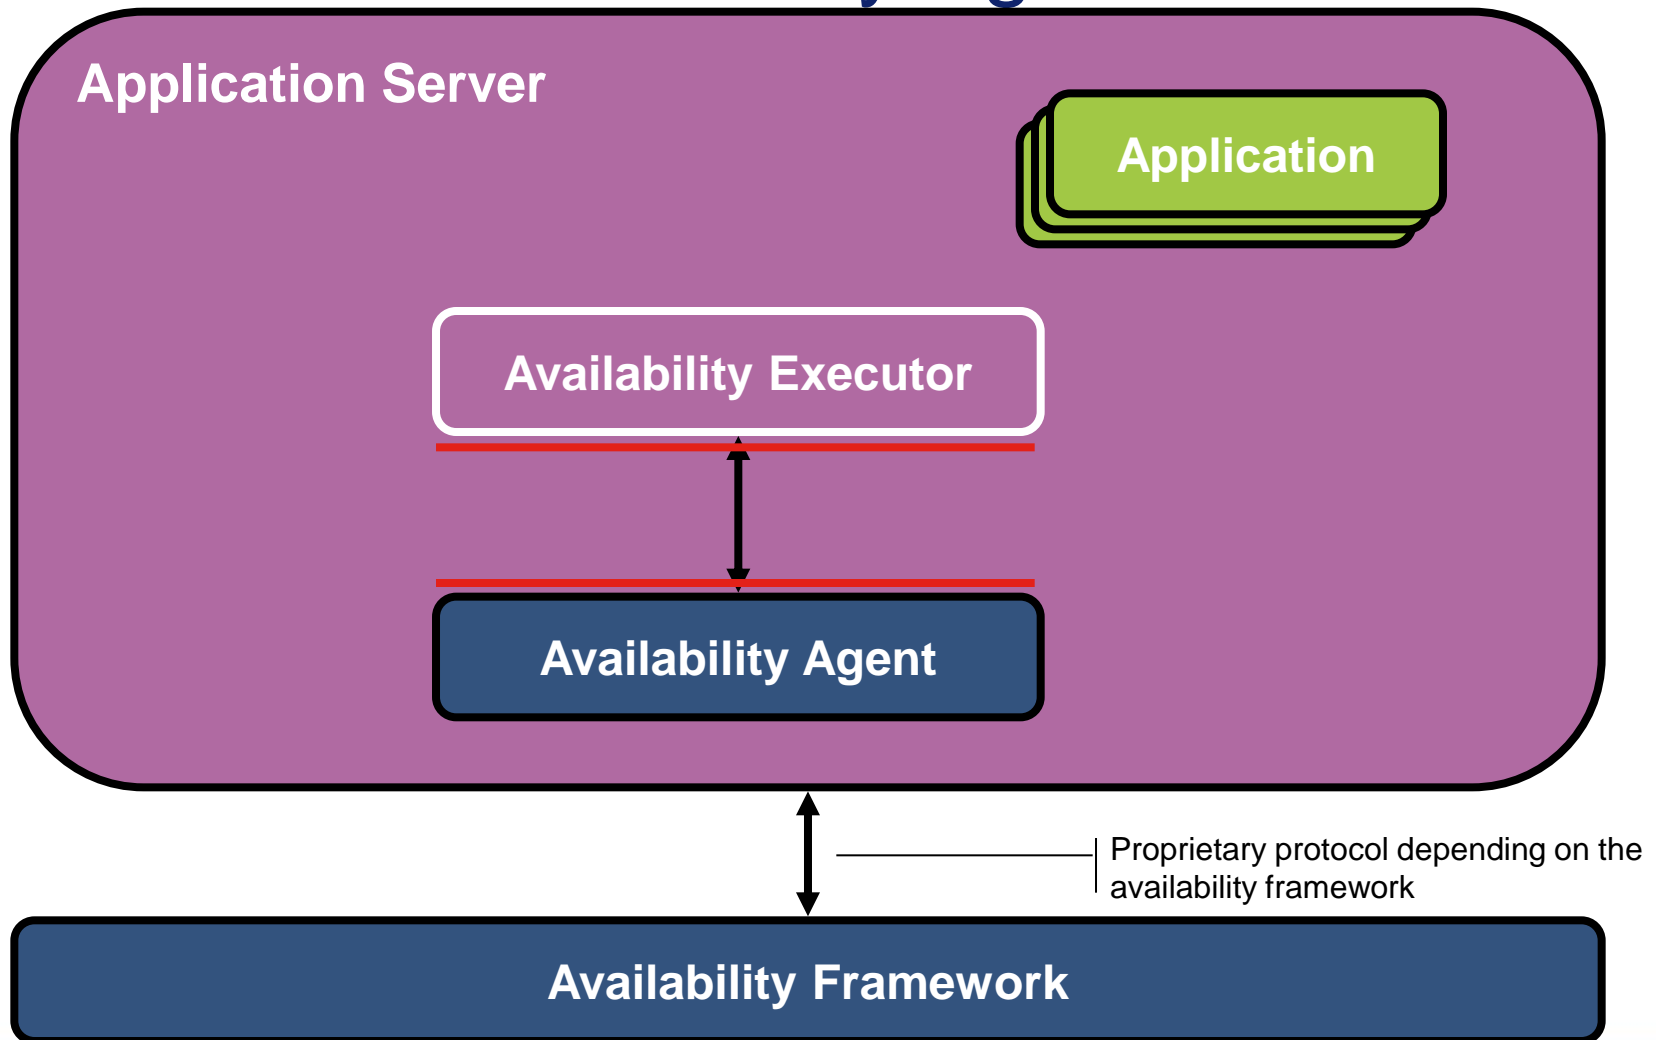 Application Server
Application
Availability Executor
Availability Agent
Proprietary protocol depending on the
availability framework
Availability Framework